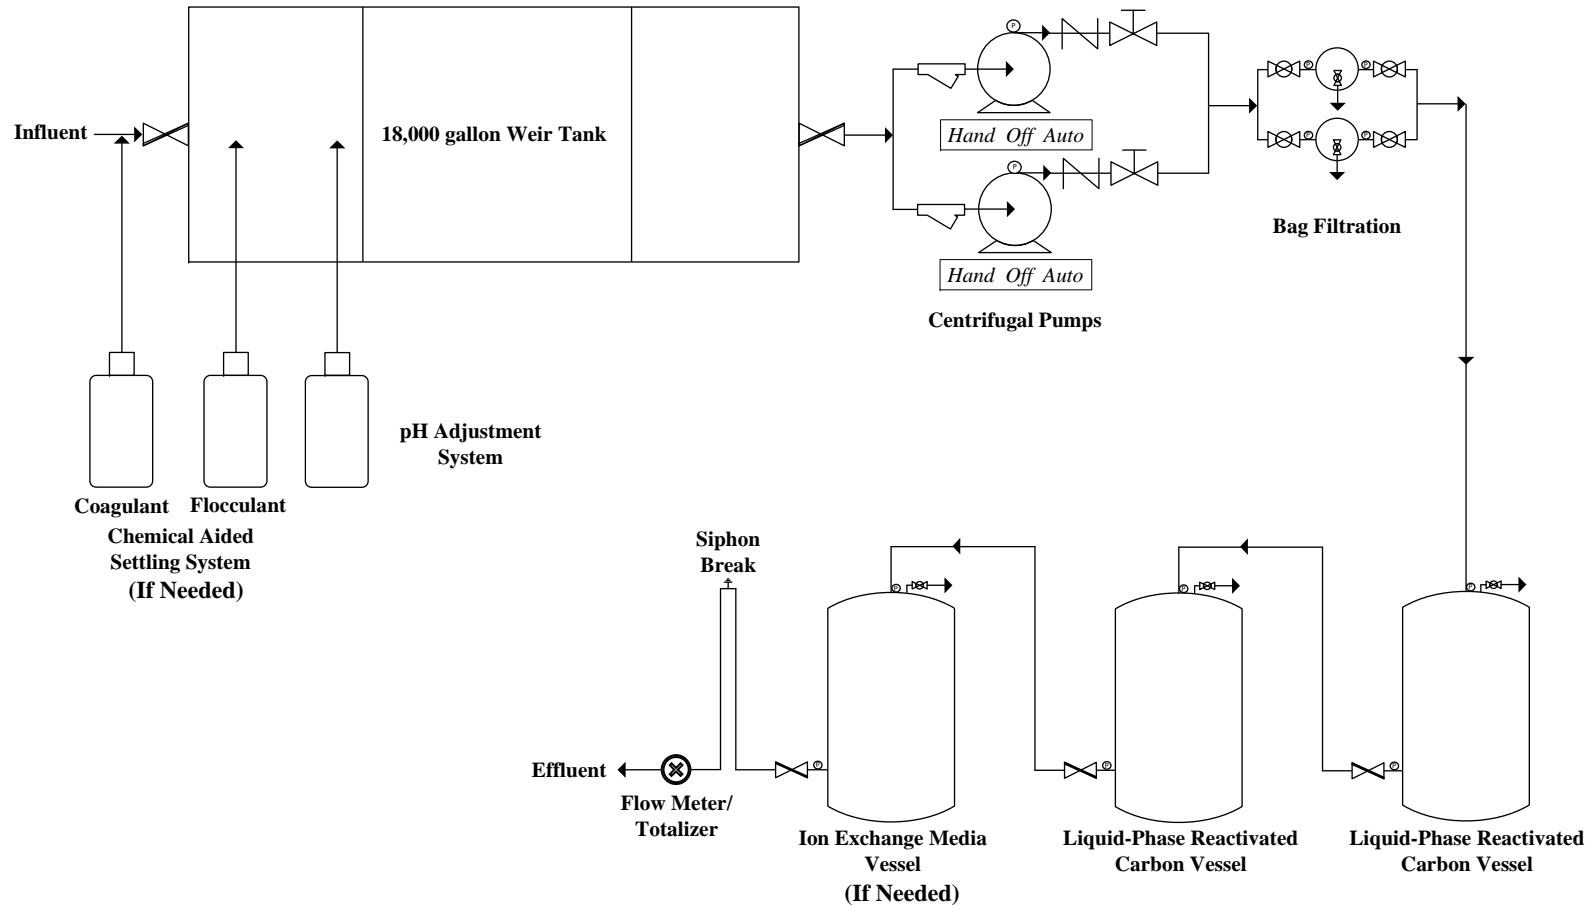 Influent
18,000 gallon Weir Tank
P
Hand Off Auto
P
Hand Off Auto
Centrifugal Pumps
P
P
P
P
Bag Filtration
Coagulant
Flocculant
Chemical Aided
Settling System
(If Needed)
pH Adjustment
System
Siphon
Break
P
P
P
P
P
P
Effluent
Flow Meter/
Totalizer
Ion Exchange Media
Vessel
(If Needed)
Liquid-Phase Reactivated
Carbon Vessel
Liquid-Phase Reactivated
Carbon Vessel